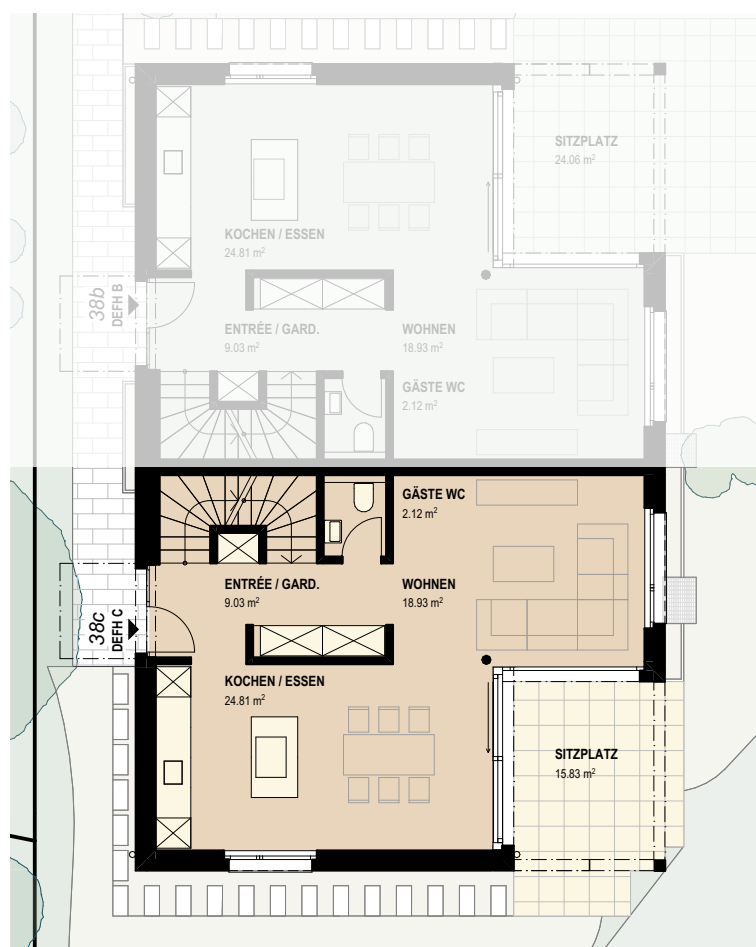 SITZPLATZ
24.06 m²
KOCHEN / ESSEN
24.81 m²
38b
DEFH B
ENTRÉE / GARD.
9.03 m²
WOHNEN
18.93 m²
GÄSTE WC
2.12 m²
GÄSTE WC
2.12 m²
ENTRÉE / GARD.
9.03 m²
WOHNEN
18.93 m²
38c
DEFH C
KOCHEN / ESSEN
24.81 m²
SITZPLATZ
15.83 m²